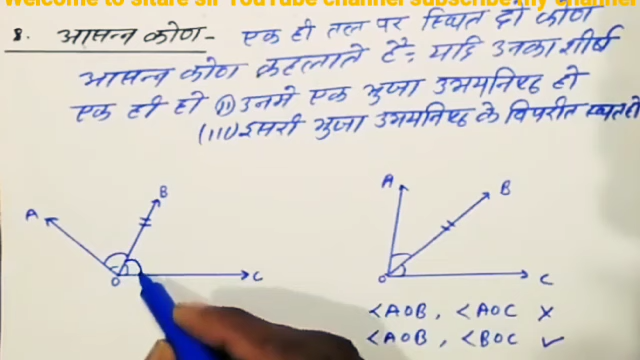 Welcome to sitare sir YouTube channel subscribe my channel
8. आसन्न कोण - एक ही तल पर स्थित दो कोण
आसन्न कोण कहलाते हैं, यदि उनका शीर्ष
एक ही हो (ii) उनमे एक भुजा उभयनिष्ठ हो
(iii) दूसरी भुजा उभयनिष्ठ के विपरीत
A B C O
A B C O
∠AOB, ∠AOC ×
∠AOB, ∠BOC ✓